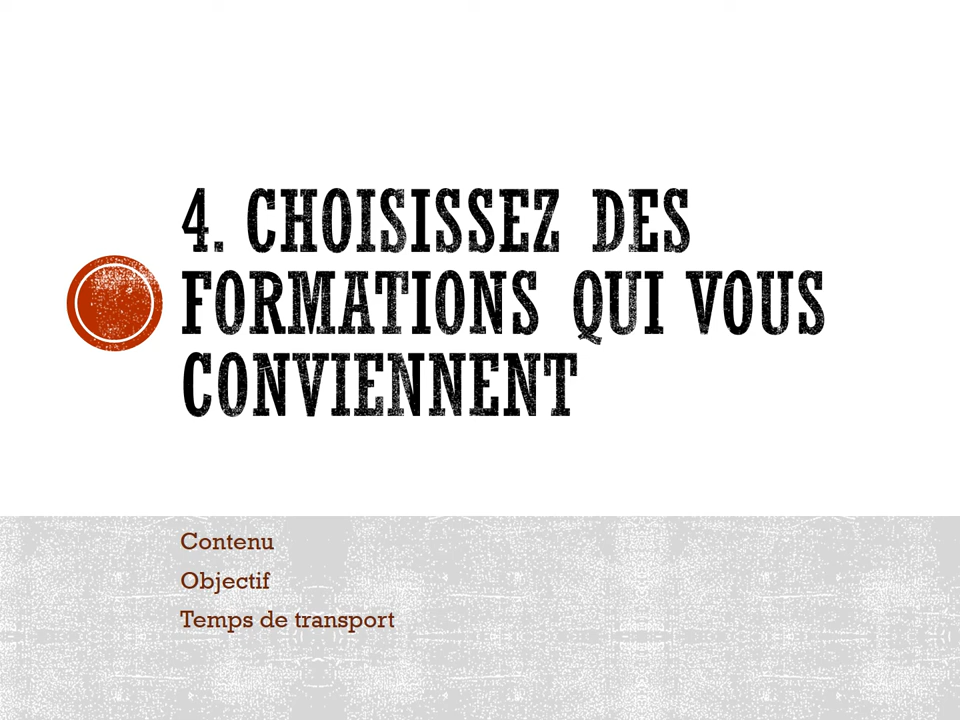 4. CHOISISSEZ DES
FORMATIONS QUI VOUS
CONVIENNENT
Contenu
Objectif
Temps de transport